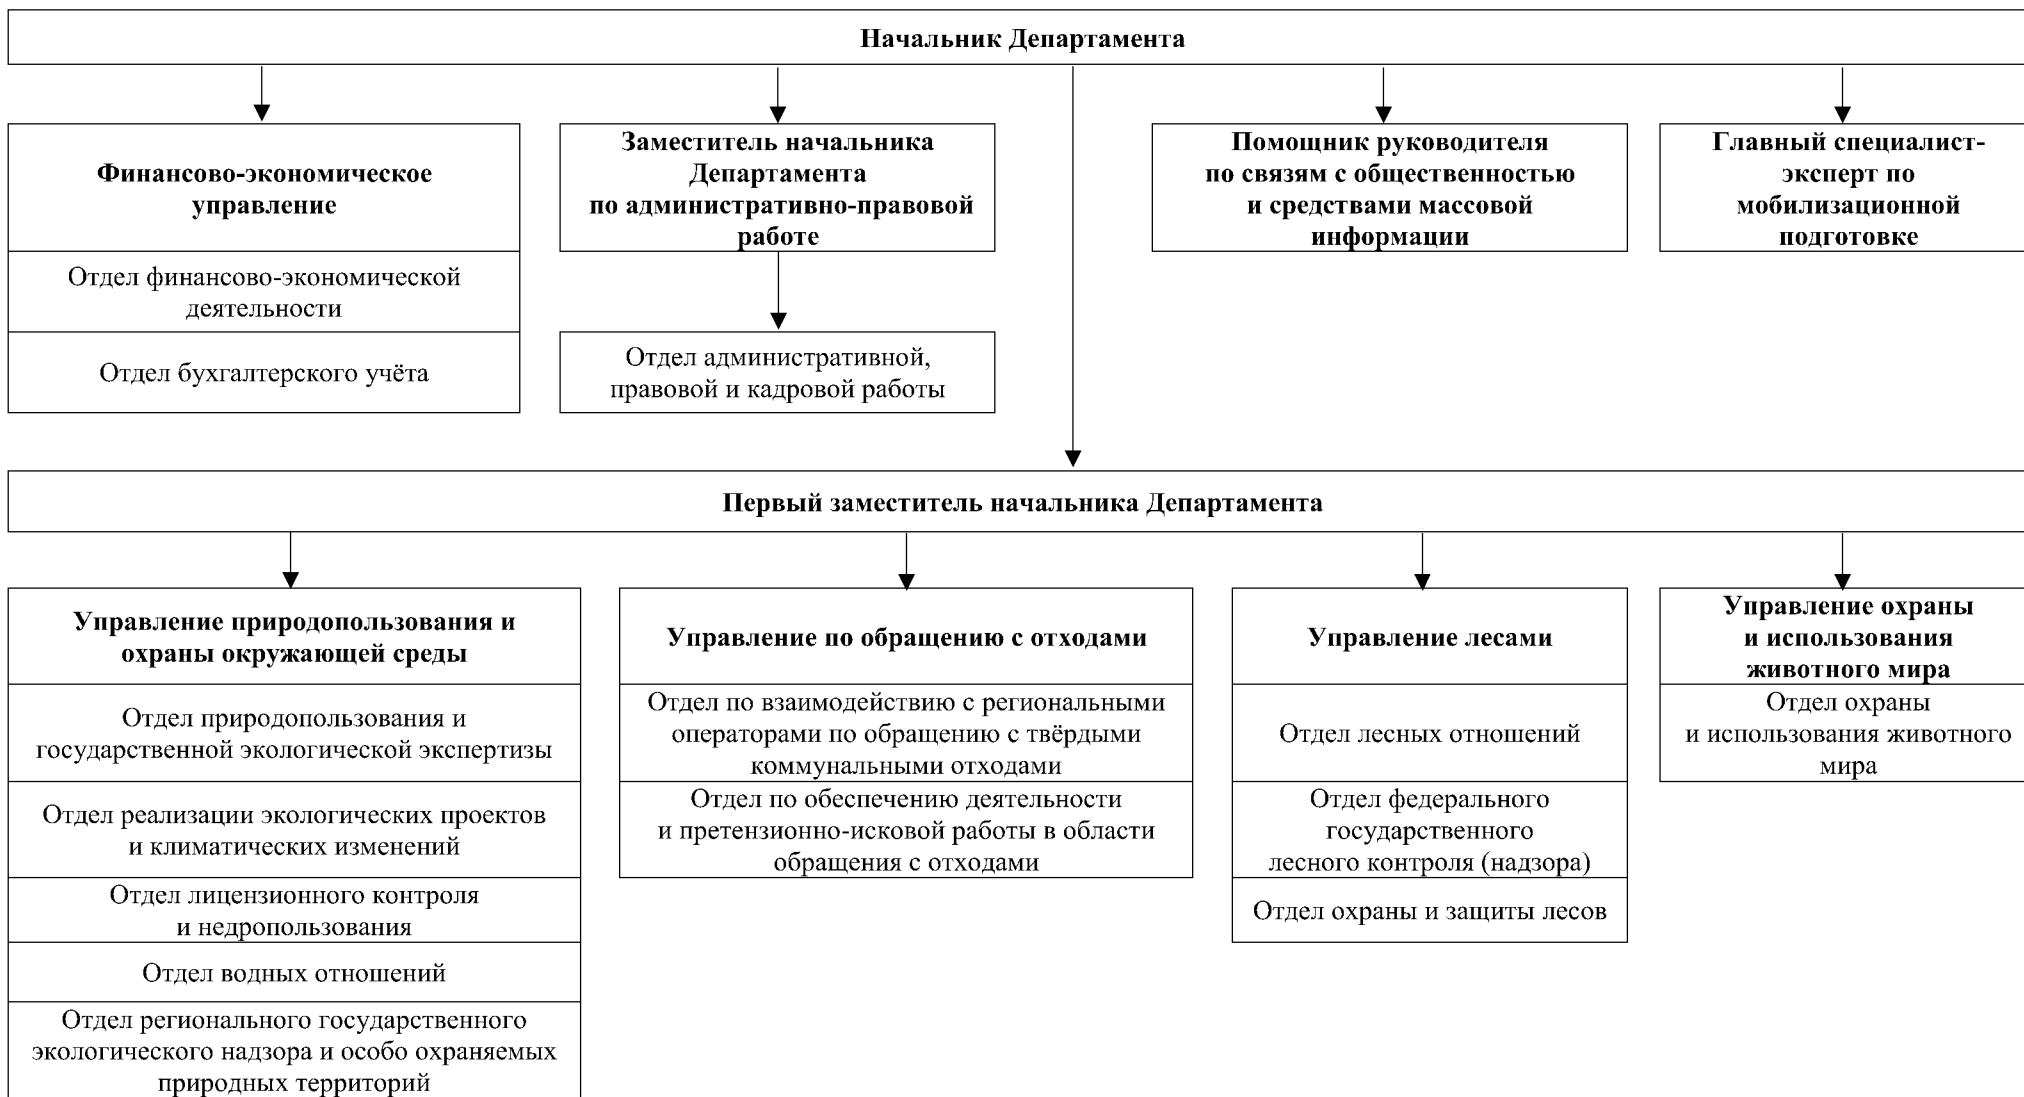 Начальник Департамента
Финансово-экономическое
управление
Отдел финансово-экономической
деятельности
Отдел бухгалтерского учёта
Заместитель начальника
Департамента
по административно-правовой
работе
Отдел административной,
правовой и кадровой работы
Помощник руководителя
по связям с общественностью
и средствами массовой
информации
Главный специалист-
эксперт по
мобилизационной
подготовке
Первый заместитель начальника Департамента
Управление природопользования и
охраны окружающей среды
Отдел природопользования и
государственной экологической экспертизы
Отдел реализации экологических проектов
и климатических изменений
Отдел лицензионного контроля
и недропользования
Отдел водных отношений
Отдел регионального государственного
экологического надзора и особо охраняемых
природных территорий
Управление по обращению с отходами
Отдел по взаимодействию с региональными
операторами по обращению с твёрдыми
коммунальными отходами
Отдел по обеспечению деятельности
и претензионно-исковой работы в области
обращения с отходами
Управление лесами
Отдел лесных отношений
Отдел федерального
государственного
лесного контроля (надзора)
Отдел охраны и защиты лесов
Управление охраны
и использования
животного мира
Отдел охраны
и использования животного
мира